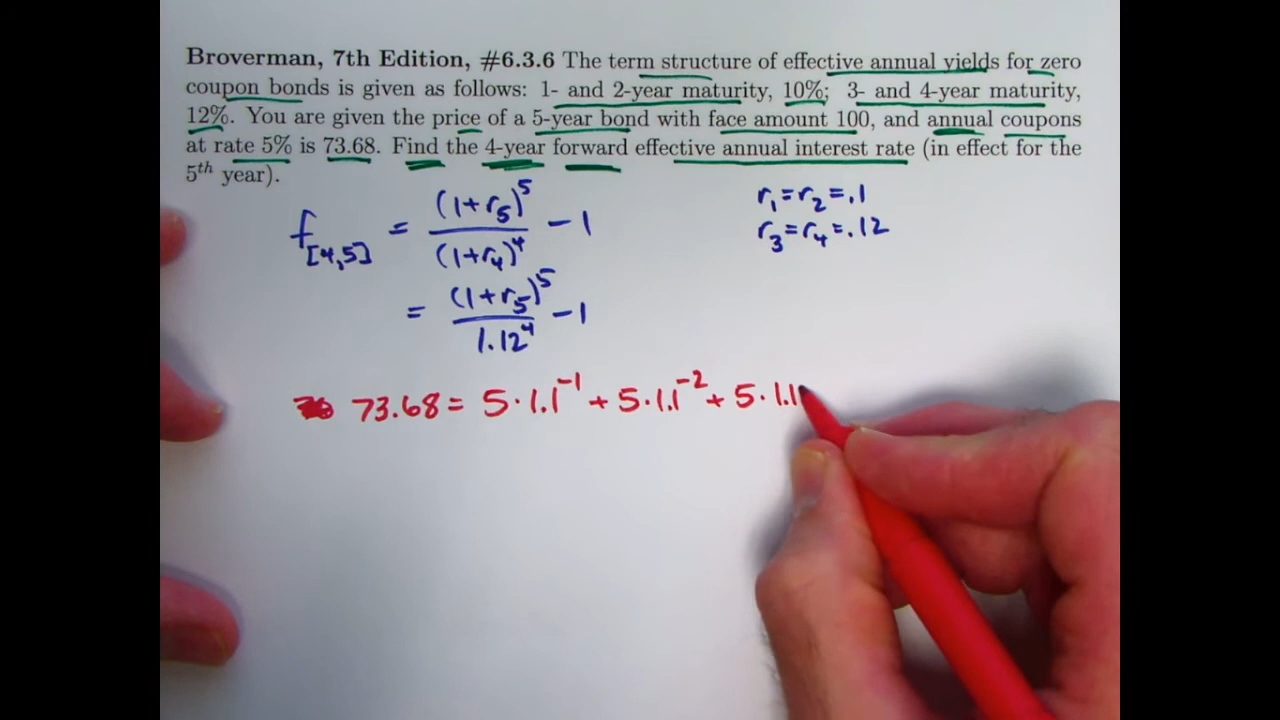 Broverman, 7th Edition, #6.3.6 The term structure of effective annual yields for zero
coupon bonds is given as follows: 1- and 2-year maturity, 10%; 3- and 4-year maturity,
12%. You are given the price of a 5-year bond with face amount 100, and annual coupons
at rate 5% is 73.68. Find the 4-year forward effective annual interest rate (in effect for the
5th year).
f[4,5] = (1+r5)^5 / (1+r4)^4 − 1
r1 = r2 = .1
r3 = r4 = .12
= (1+r5)^5 / 1.12^4 − 1
73.68 = 5·1.1^−1 + 5·1.1^−2 + 5·1.1